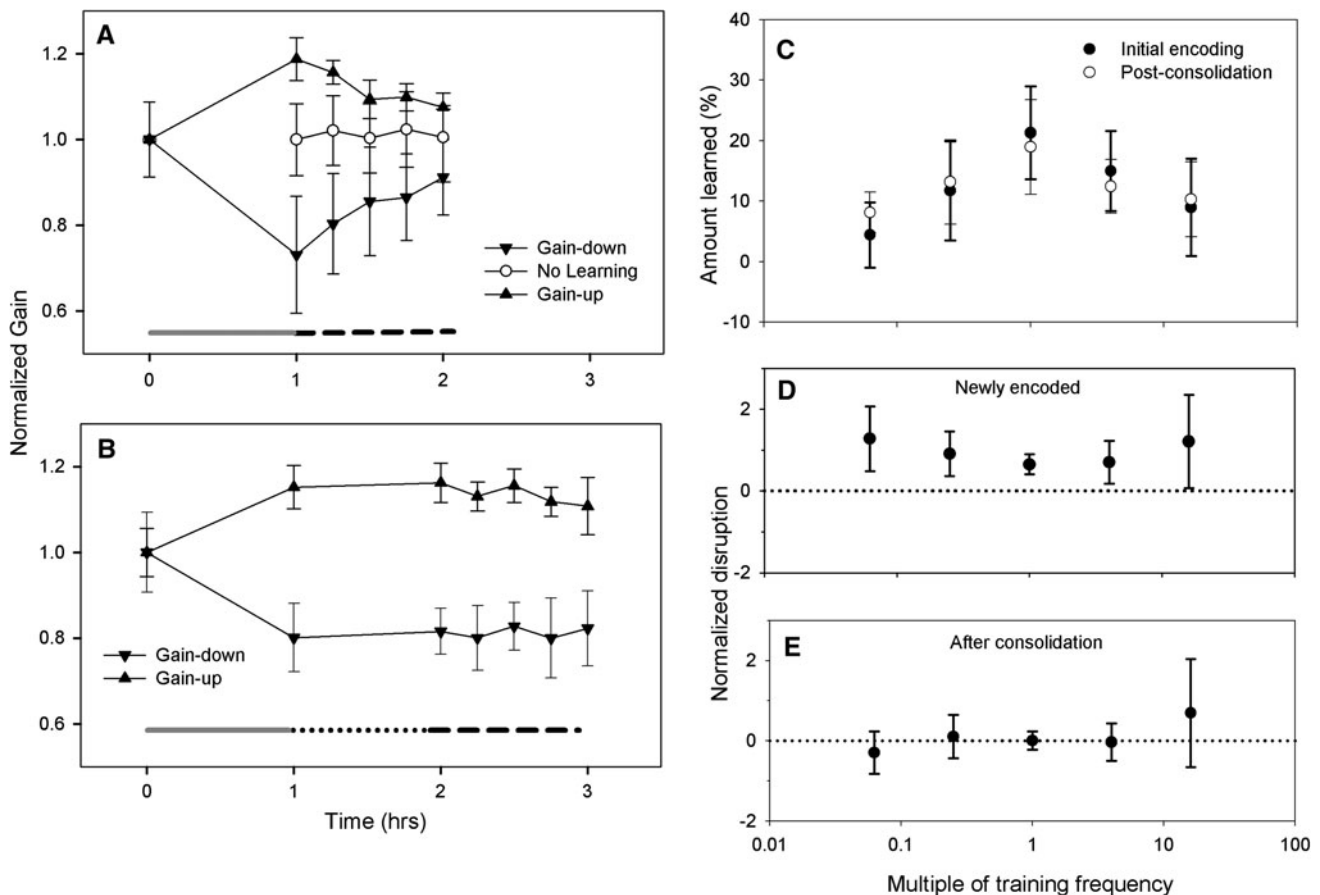 A
1.2
1.0
0.8
0.6
Gain-down
No Learning
Gain-up
0 1 2 3
Normalized Gain
B
1.2
1.0
0.8
0.6
Gain-down
Gain-up
0 1 2 3
Time (hrs)
C
40
30
20
10
0
-10
Amount learned (%)
Initial encoding
Post-consolidation
D
Newly encoded
2
0
-2
Normalized disruption
E
After consolidation
2
0
-2
0.01 0.1 1 10 100
Multiple of training frequency